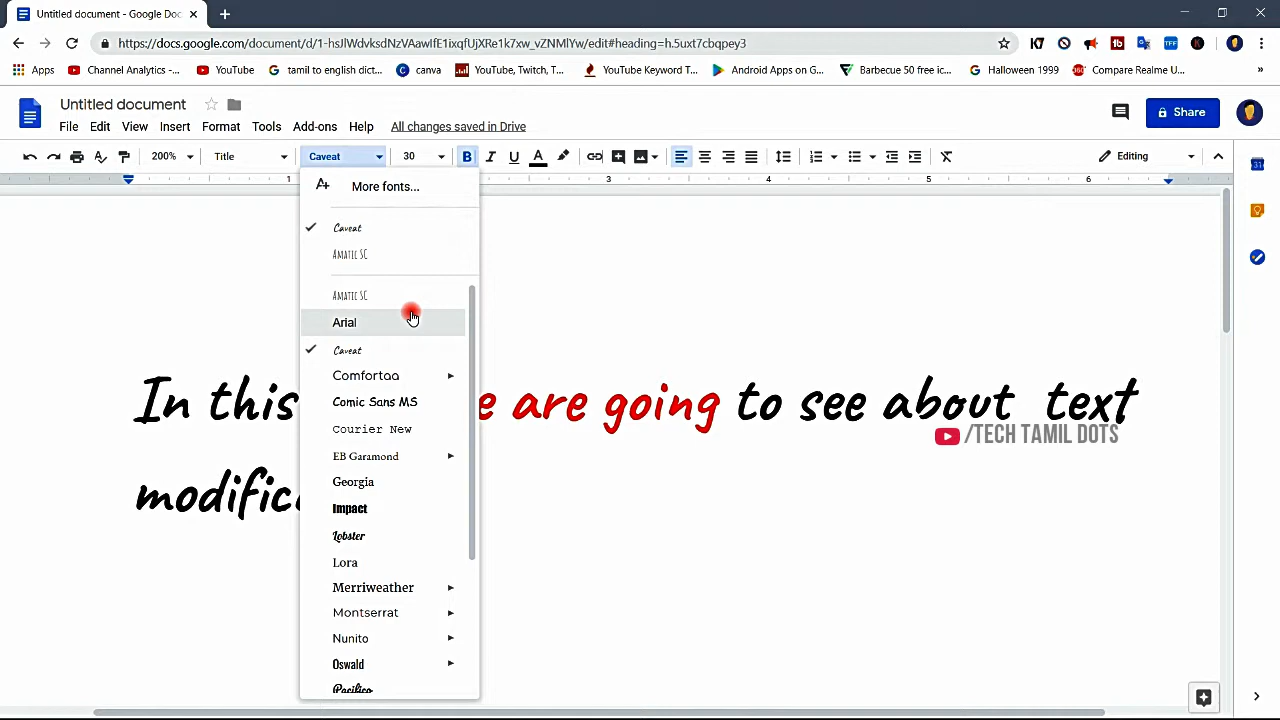 Untitled document - Google Doc
https://docs.google.com/document/d/1-hsJlWdvksdNzVAawIfE1ixqfUjXRe1k7xw_vZNMlYw/edit#heading=h.5uxt7cbqpey3
Apps Channel Analytics -... YouTube tamil to english dict... canva YouTube, Twitch, T... YouTube Keyword T... Android Apps on G... Barbecue 50 free ic... Halloween 1999 Compare Realme U... »
Untitled document
File Edit View Insert Format Tools Add-ons Help All changes saved in Drive
Share
200% Title Caveat 30 B I U A Editing
1 3 4 5 6
More fonts...
Caveat
Amatic SC
Amatic SC
Arial
Caveat
Comfortaa
Comic Sans MS
Courier New
EB Garamond
Georgia
Impact
Lobster
Lora
Merriweather
Montserrat
Nunito
Oswald
Pacifico
In this e are going to see about text
/TECH TAMIL DOTS
modific